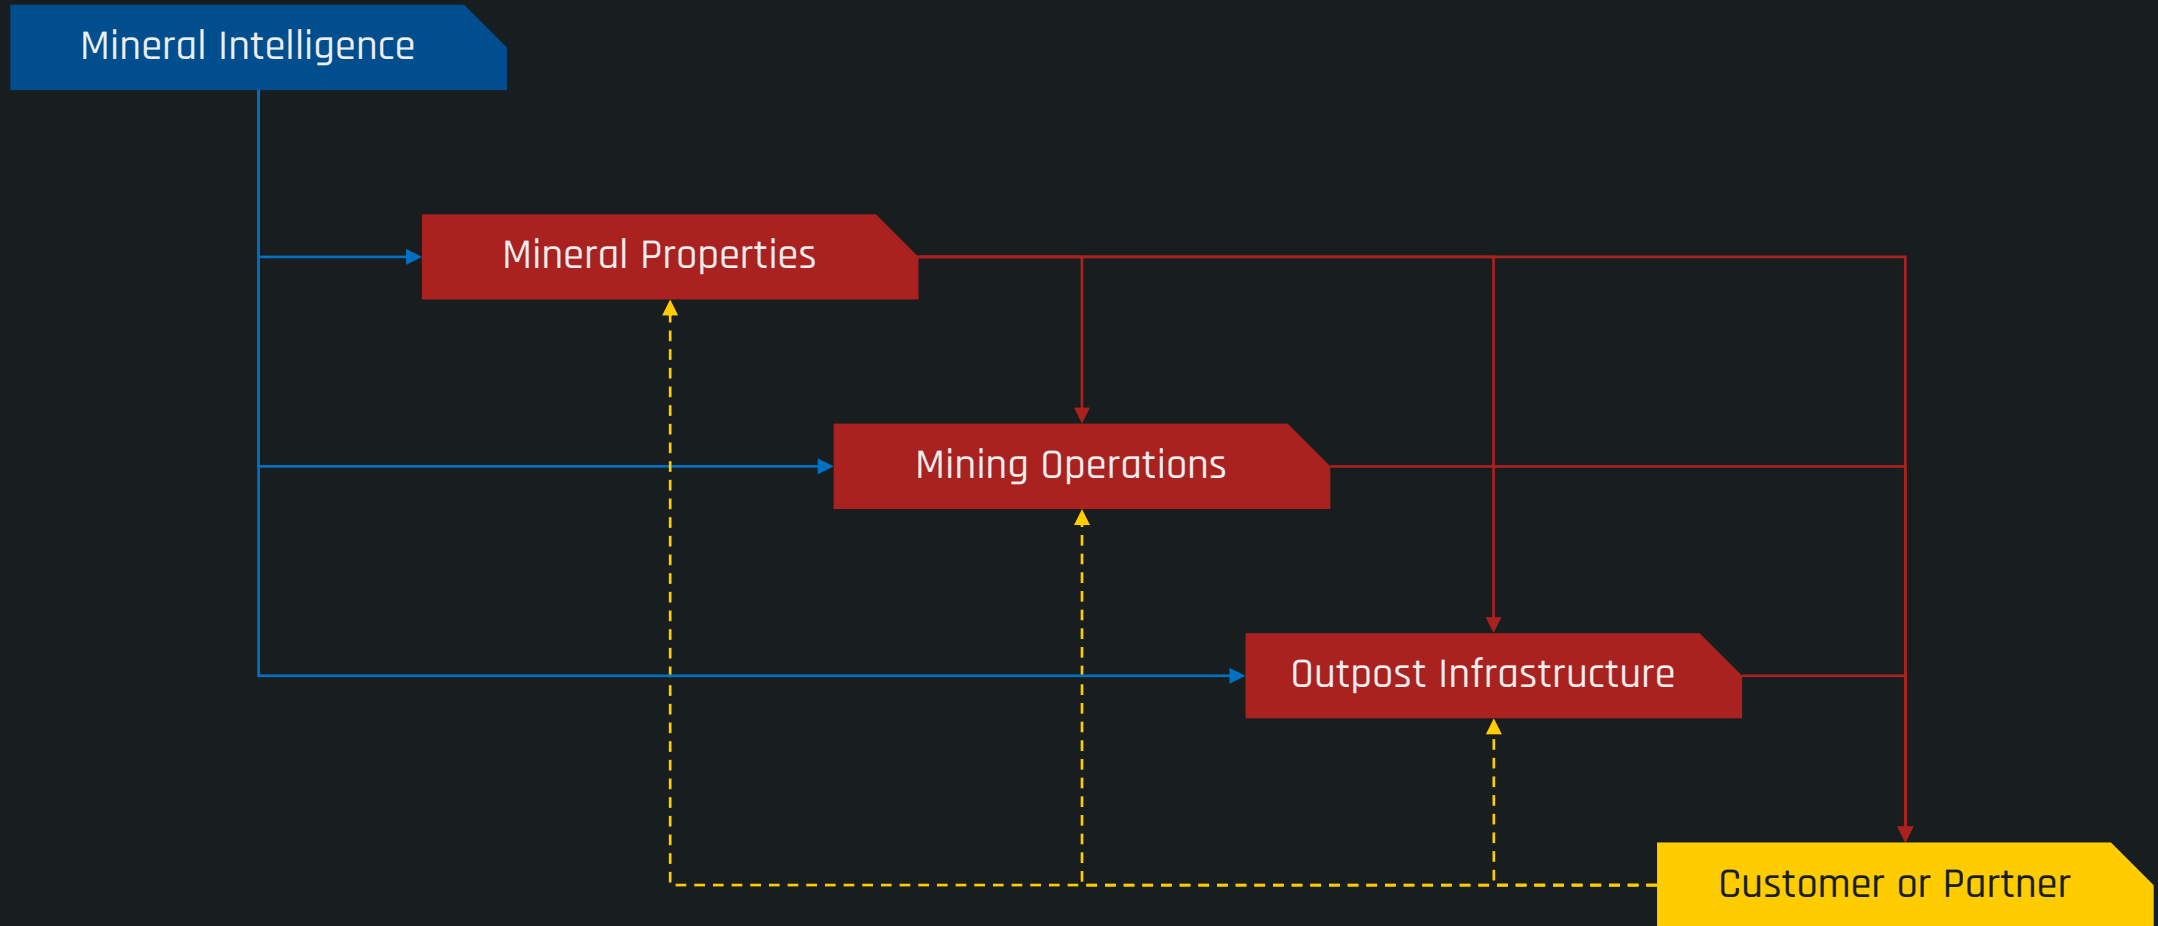 Mineral Intelligence
Mineral Properties
Mining Operations
Outpost Infrastructure
Customer or Partner